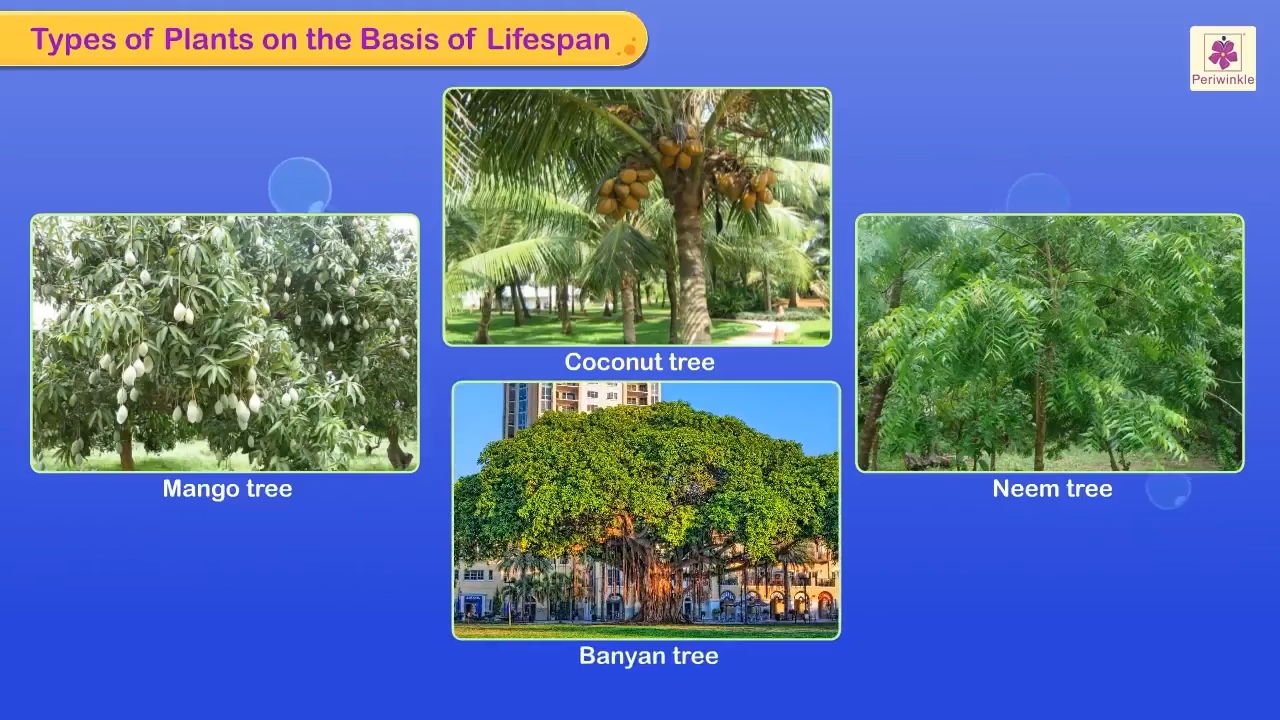 Types of Plants on the Basis of Lifespan
Periwinkle
Coconut tree
Mango tree
Neem tree
Banyan tree